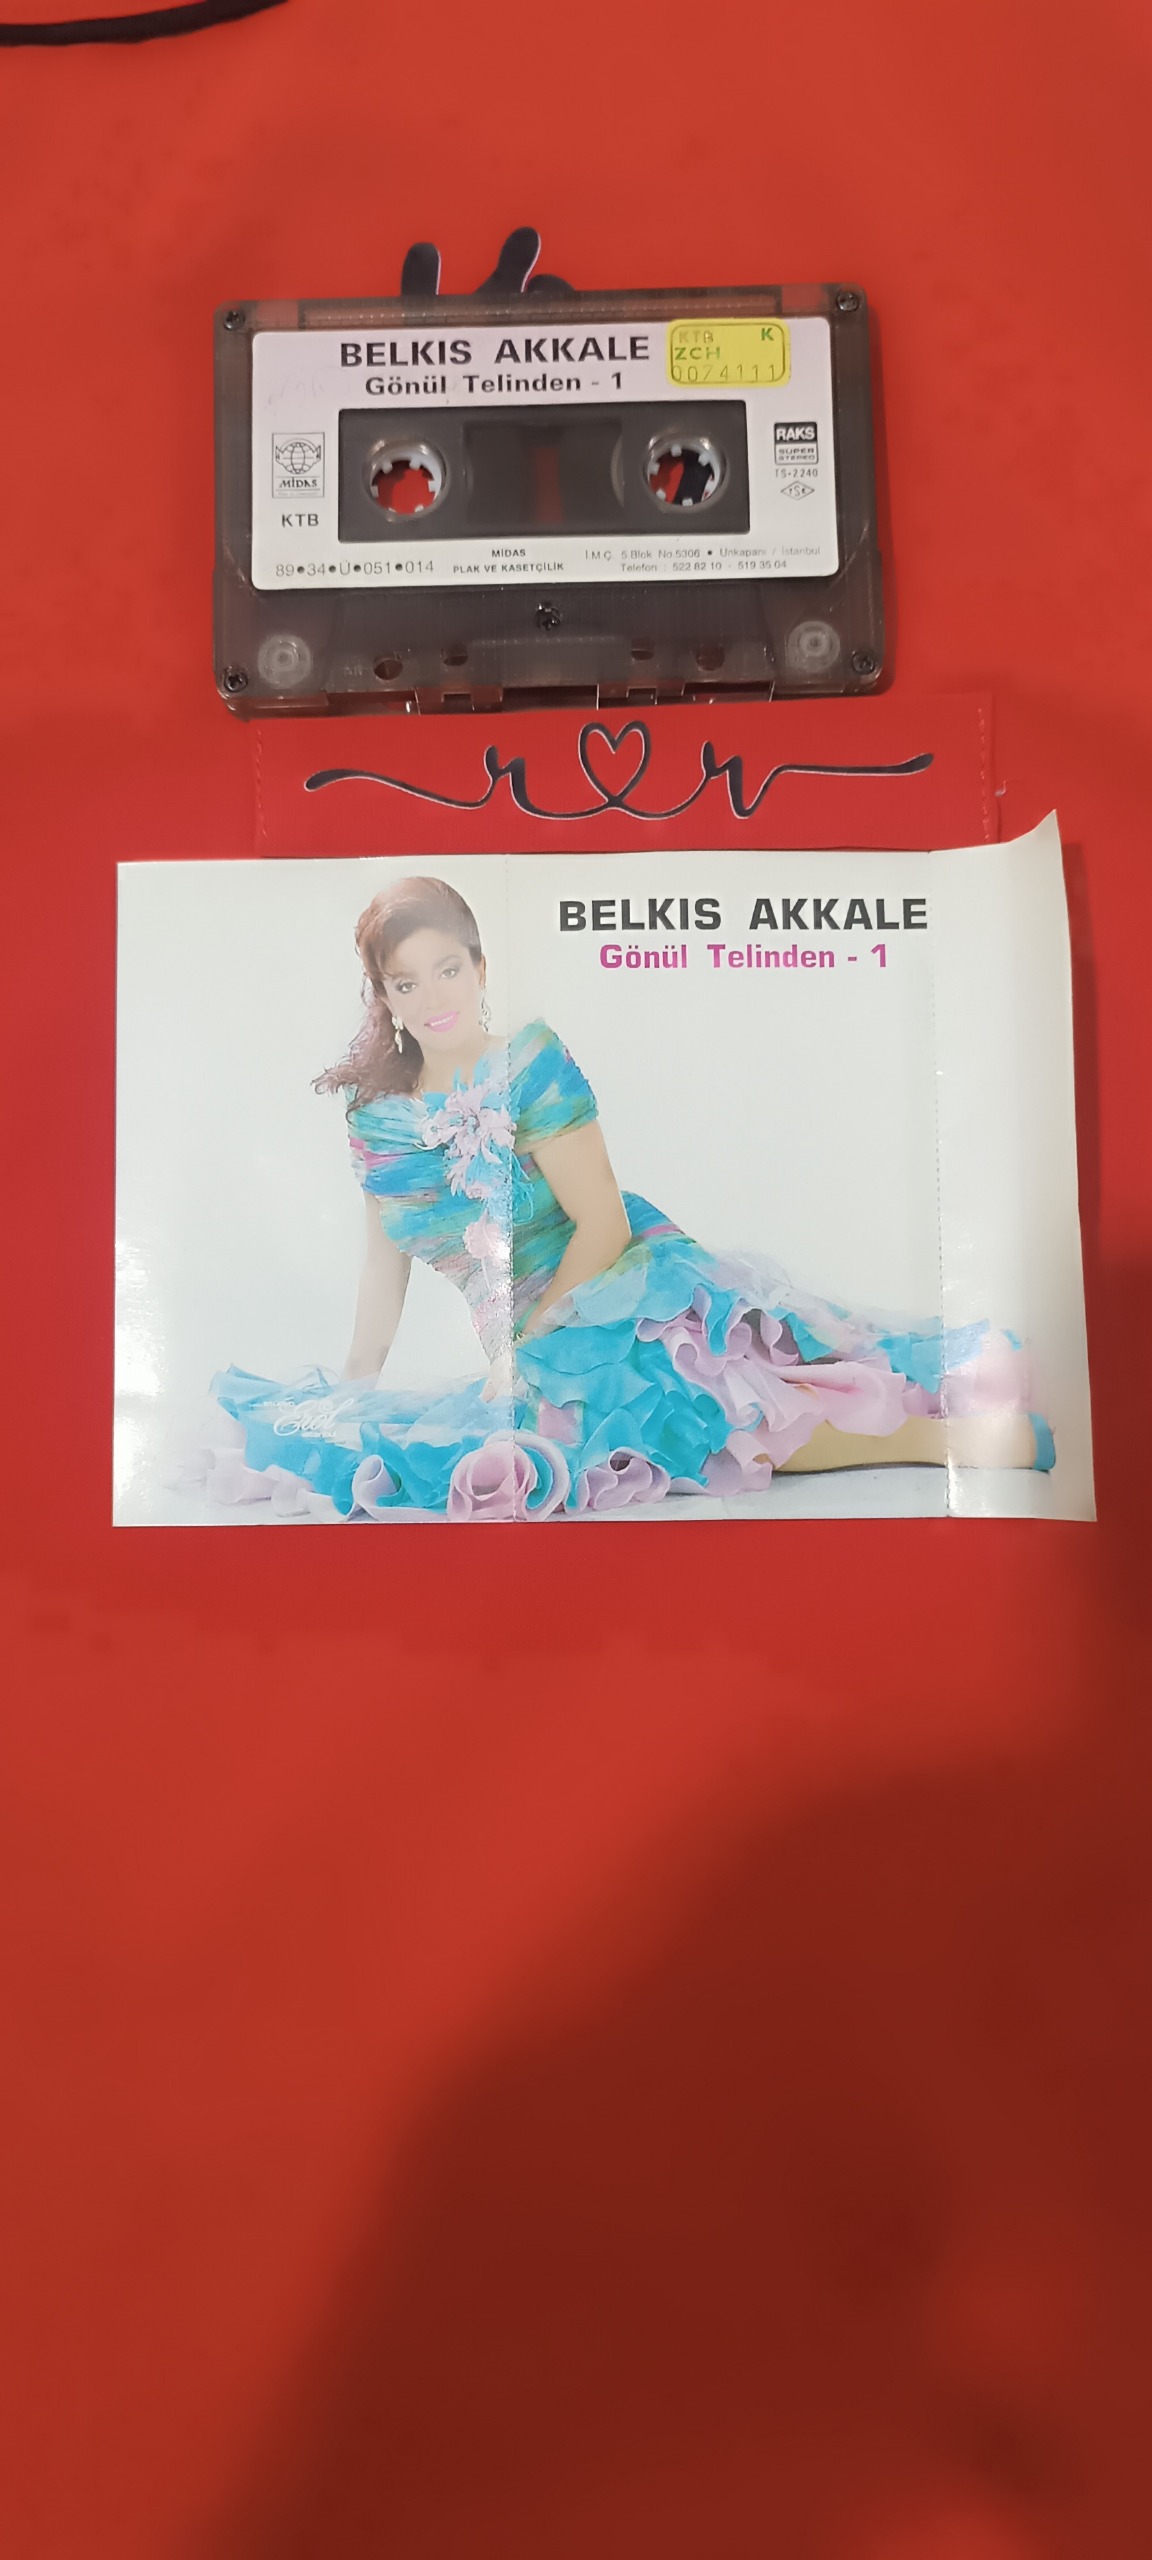 BELKIS AKKALE
Gönül Telinden - 1
KTB K
ZCH
0074111
MİDAS
KTB
RAKS
SUPER
STEREO
TS-2240
TSE
89•34•Ü•051•014
MİDAS
PLAK VE KASETÇİLİK
İ.M.Ç. 5.Blok No.5306 • Unkapanı / İstanbul
Telefon : 522 82 10 - 519 35 04
r r
BELKIS AKKALE
Gönül Telinden - 1